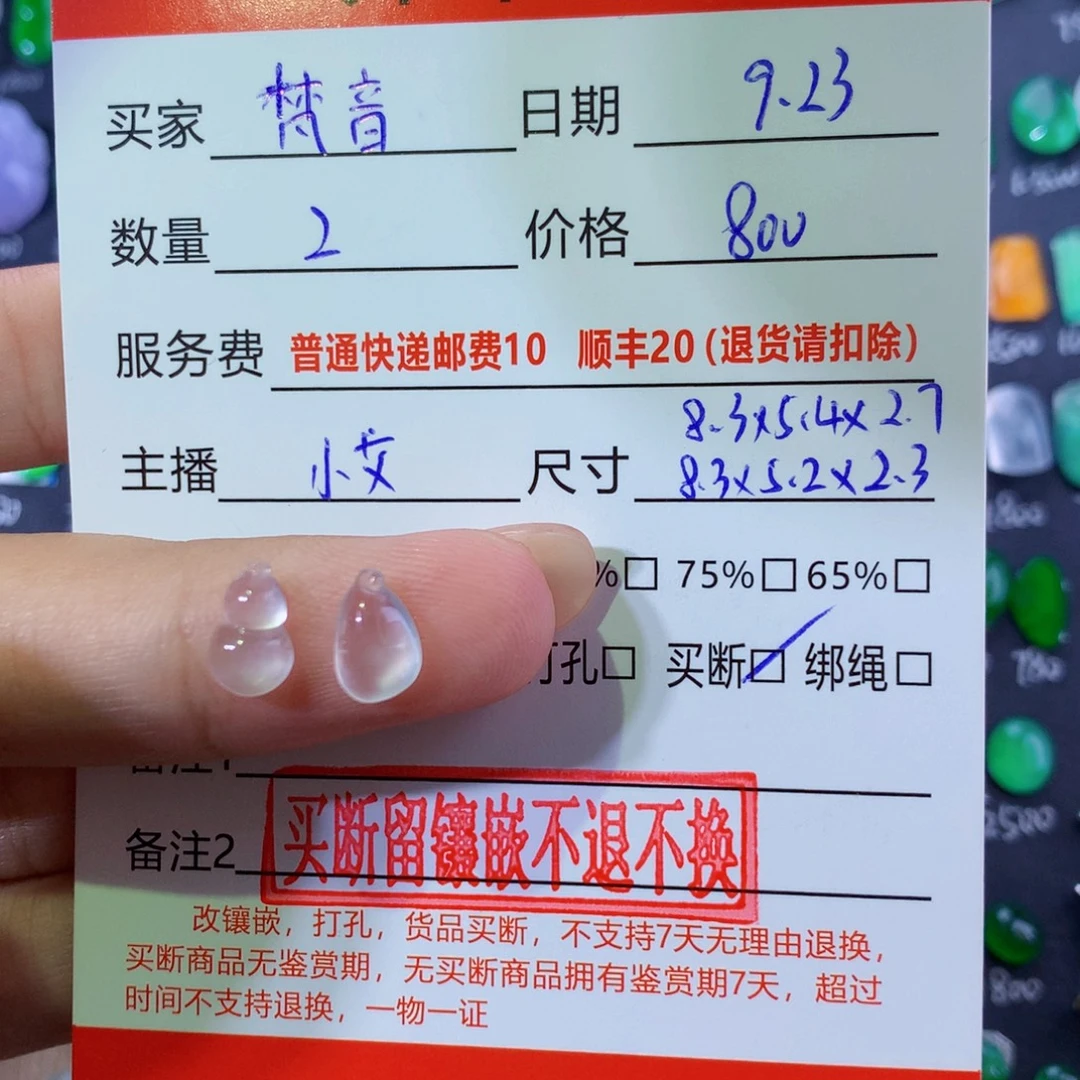 买家 梵音 日期 9.23
数量 2 价格 800
服务费 普通快递邮费10 顺丰20(退货请扣除)
8.3x5.4x2.7
主播 小艾 尺寸 8.3x5.2x2.3
%□ 75%□ 65%□
打孔□ 买断□ 绑绳□
备注1
备注2 买断留镶嵌不退不换
改镶嵌，打孔，货品买断，不支持7天无理由退换，
买断商品无鉴赏期，无买断商品拥有鉴赏期7天，超过
时间不支持退换，一物一证